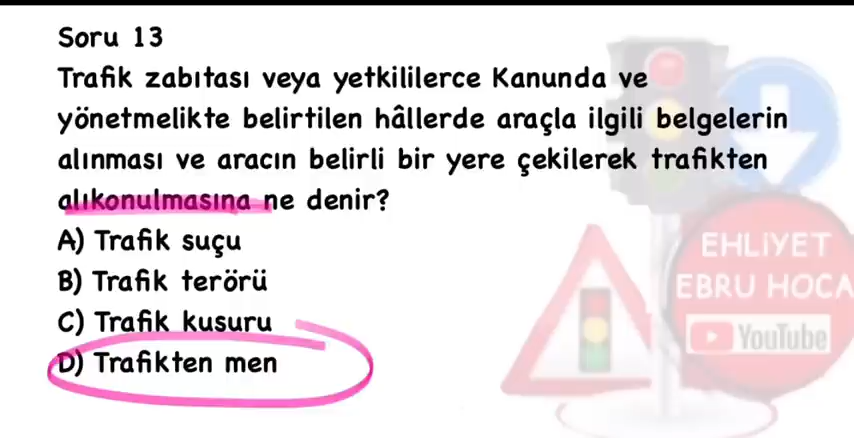 Soru 13
Trafik zabıtası veya yetkililerce Kanunda ve
yönetmelikte belirtilen hâllerde araçla ilgili belgelerin
alınması ve aracın belirli bir yere çekilerek trafikten
alıkonulmasına ne denir?
A) Trafik suçu
B) Trafik terörü
C) Trafik kusuru
D) Trafikten men
EHLİYET
EBRU HOCA
YouTube